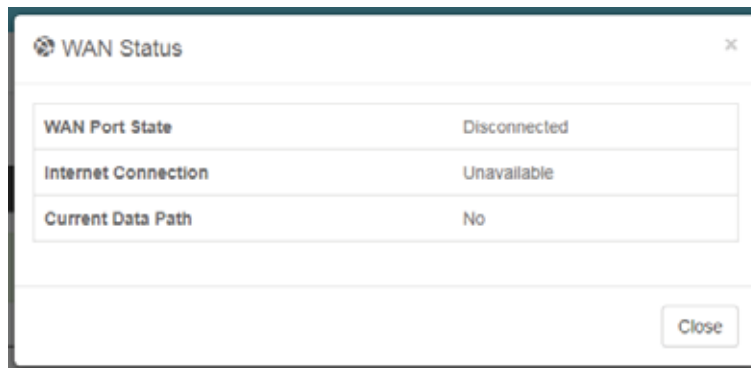 WAN Status
×
WAN Port State Disconnected
Internet Connection Unavailable
Current Data Path No
Close